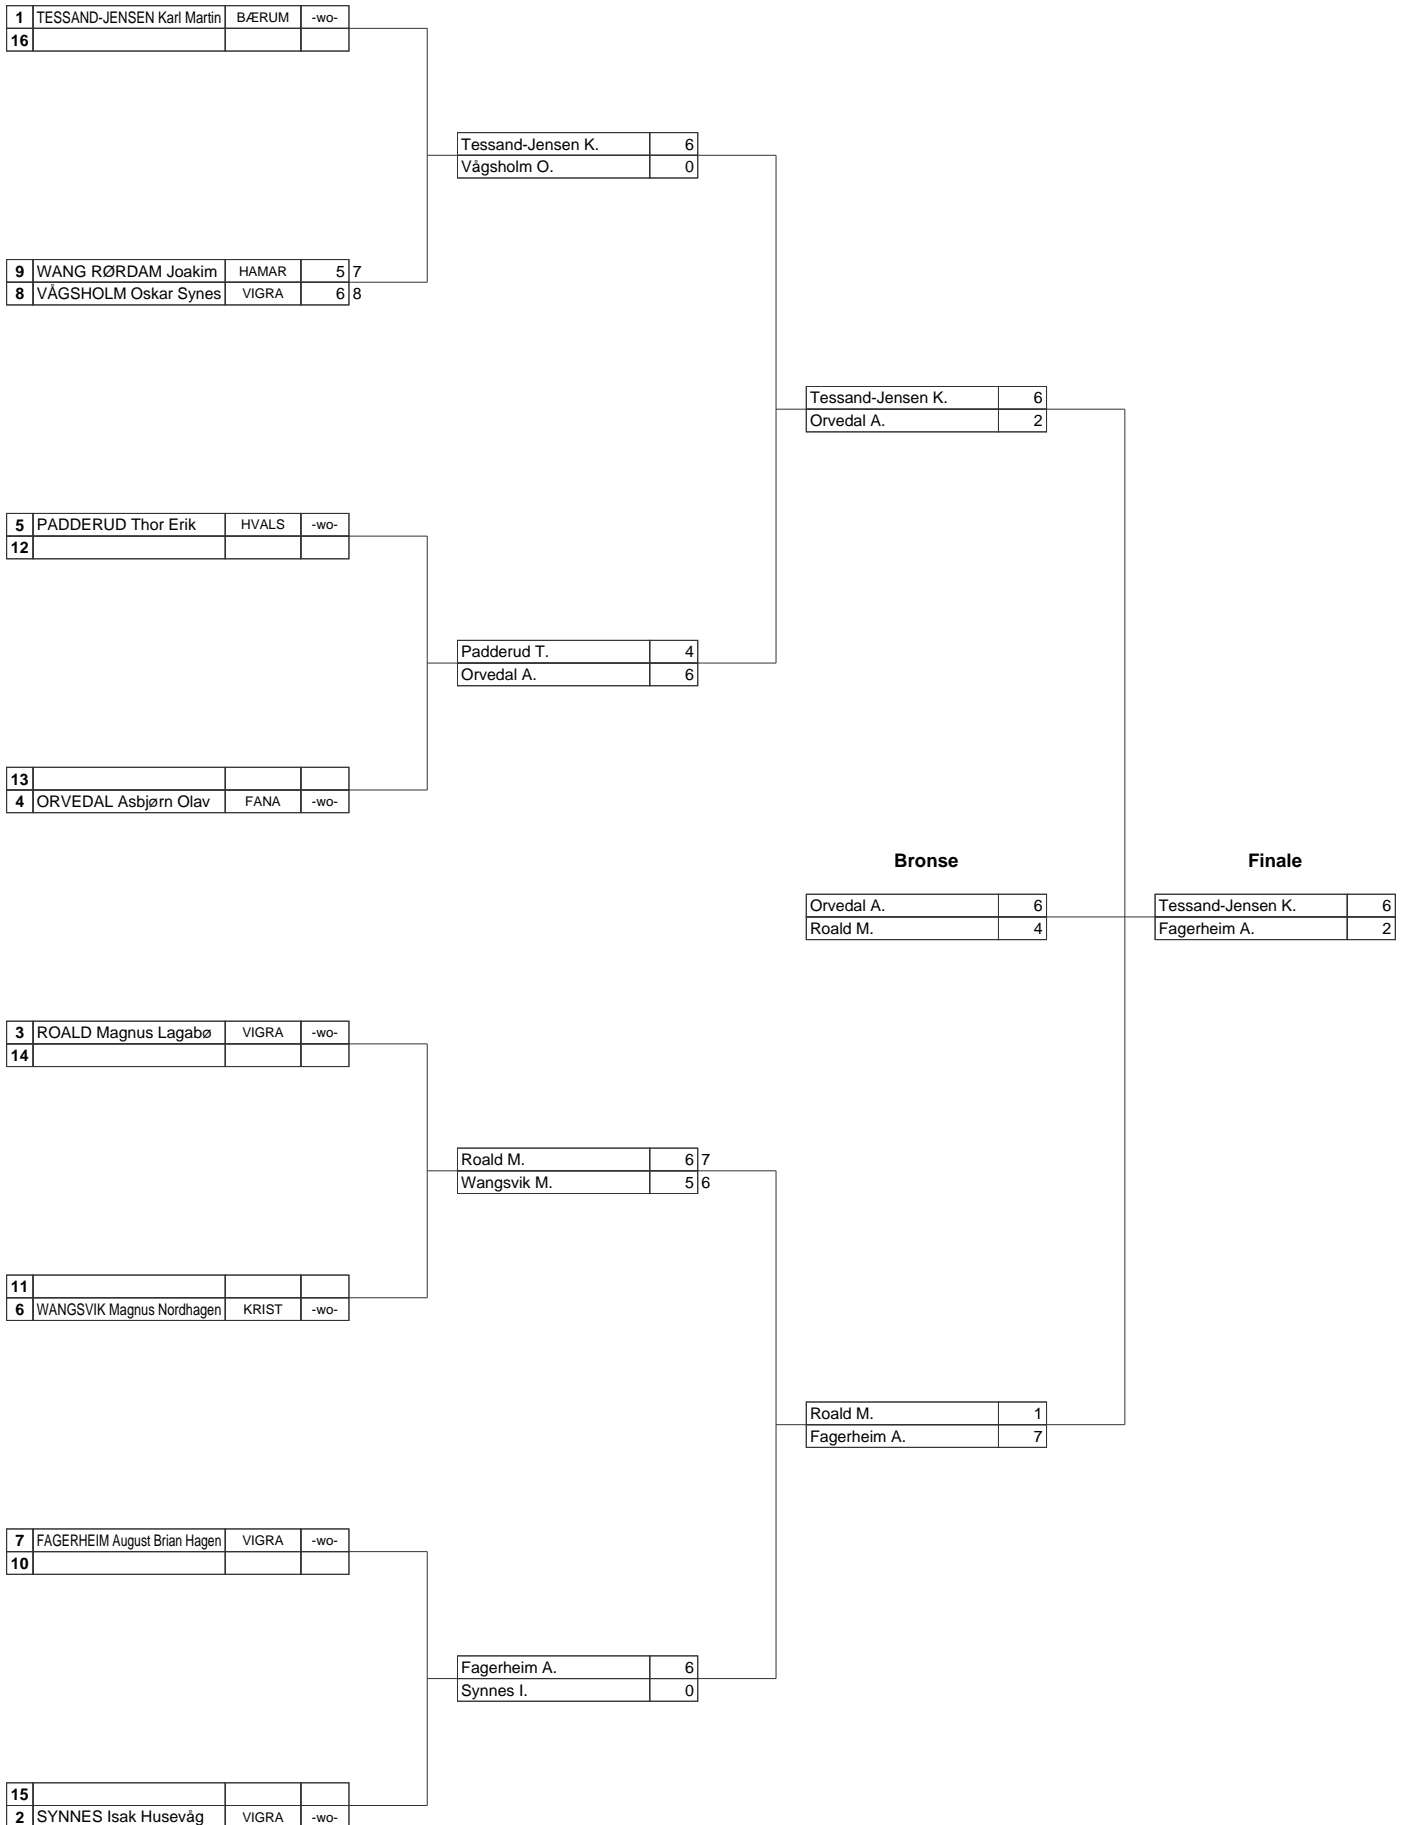 1 TESSAND-JENSEN Karl Martin BÆRUM -wo-
16
Tessand-Jensen K. 6
Vågsholm O. 0
9 WANG RØRDAM Joakim HAMAR 5 7
8 VÅGSHOLM Oskar Synes VIGRA 6 8
Tessand-Jensen K. 6
Orvedal A. 2
5 PADDERUD Thor Erik HVALS -wo-
12
Padderud T. 4
Orvedal A. 6
13
4 ORVEDAL Asbjørn Olav FANA -wo-
Bronse Finale
Orvedal A. 6 Tessand-Jensen K. 6
Roald M. 4 Fagerheim A. 2
3 ROALD Magnus Lagabø VIGRA -wo-
14
Roald M. 6 7
Wangsvik M. 5 6
11
6 WANGSVIK Magnus Nordhagen KRIST -wo-
Roald M. 1
Fagerheim A. 7
7 FAGERHEIM August Brian Hagen VIGRA -wo-
10
Fagerheim A. 6
Synnes I. 0
15
2 SYNNES Isak Husevåg VIGRA -wo-